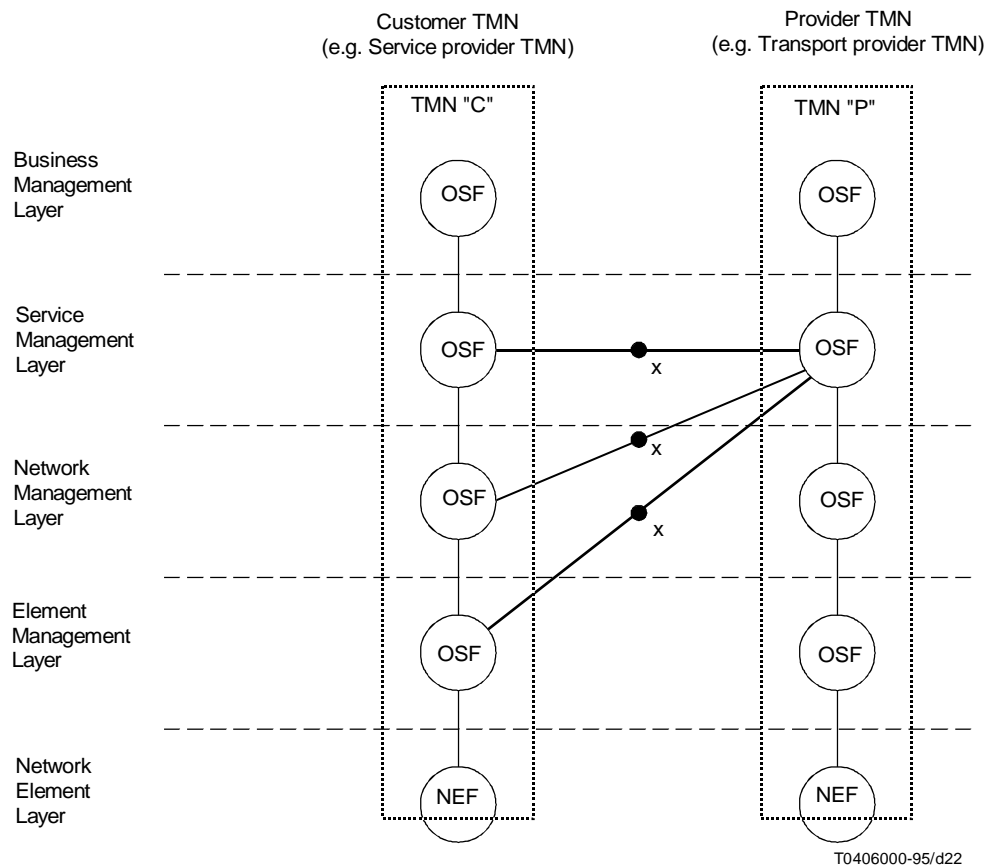 Customer TMN
(e.g. Service provider TMN)
Provider TMN
(e.g. Transport provider TMN)
TMN "C"
TMN "P"
Business
Management
Layer
OSF
OSF
Service
Management
Layer
OSF
OSF
x
x
Network
Management
Layer
OSF
OSF
x
Element
Management
Layer
OSF
OSF
Network
Element
Layer
NEF
NEF
T0406000-95/d22